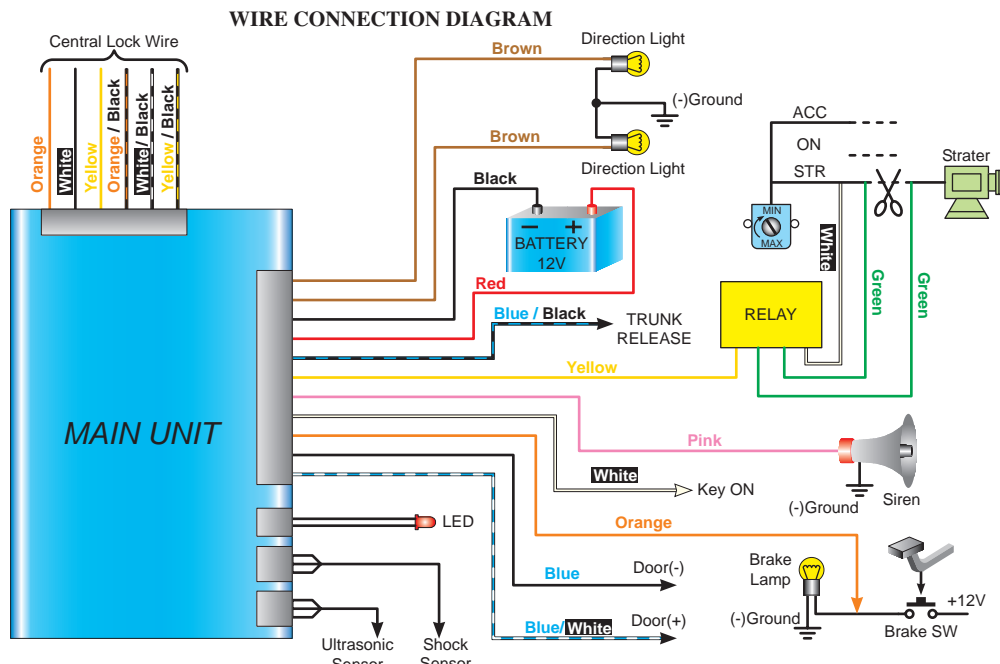 WIRE CONNECTION DIAGRAM
Central Lock Wire
Orange
White
Yellow
Orange / Black
White / Black
Yellow / Black
Brown
Direction Light
(-)Ground
Brown
Direction Light
Black
BATTERY
12V
Red
Blue / Black
TRUNK
RELEASE
Yellow
ACC
ON
STR
Strater
MIN
MAX
White
Green
Green
RELAY
MAIN UNIT
Pink
(-)Ground
Siren
White
Key ON
LED
Orange
Blue
Door(-)
Blue/White
Door(+)
Brake
Lamp
(-)Ground
+12V
Brake SW
Ultrasonic
Sensor
Shock
Sensor